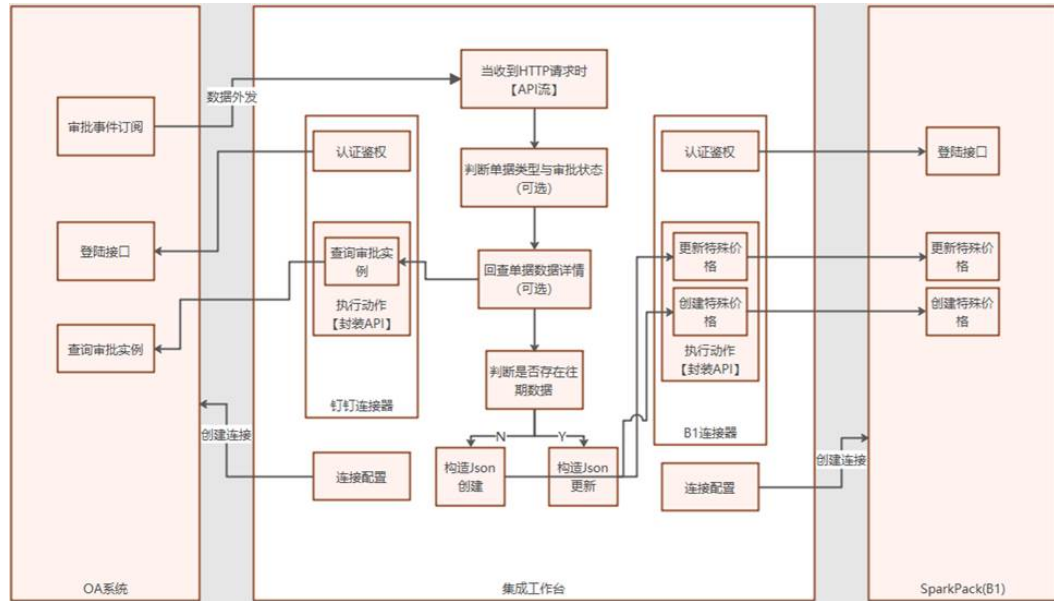 审批事件订阅
登陆接口
查询审批实例
OA系统
数据外发
创建连接
当收到HTTP请求时
【API流】
判断单据类型与审批状态
(可选)
回查单据数据详情
(可选)
判断是否存在往
期数据
N
Y
构造Json
创建
构造Json
更新
认证鉴权
查询审批实
例
执行动作
【封装API】
钉钉连接器
连接配置
认证鉴权
更新特殊价
格
创建特殊价
格
执行动作
【封装API】
B1连接器
连接配置
集成工作台
创建连接
登陆接口
更新特殊价
格
创建特殊价
格
SparkPack(B1)